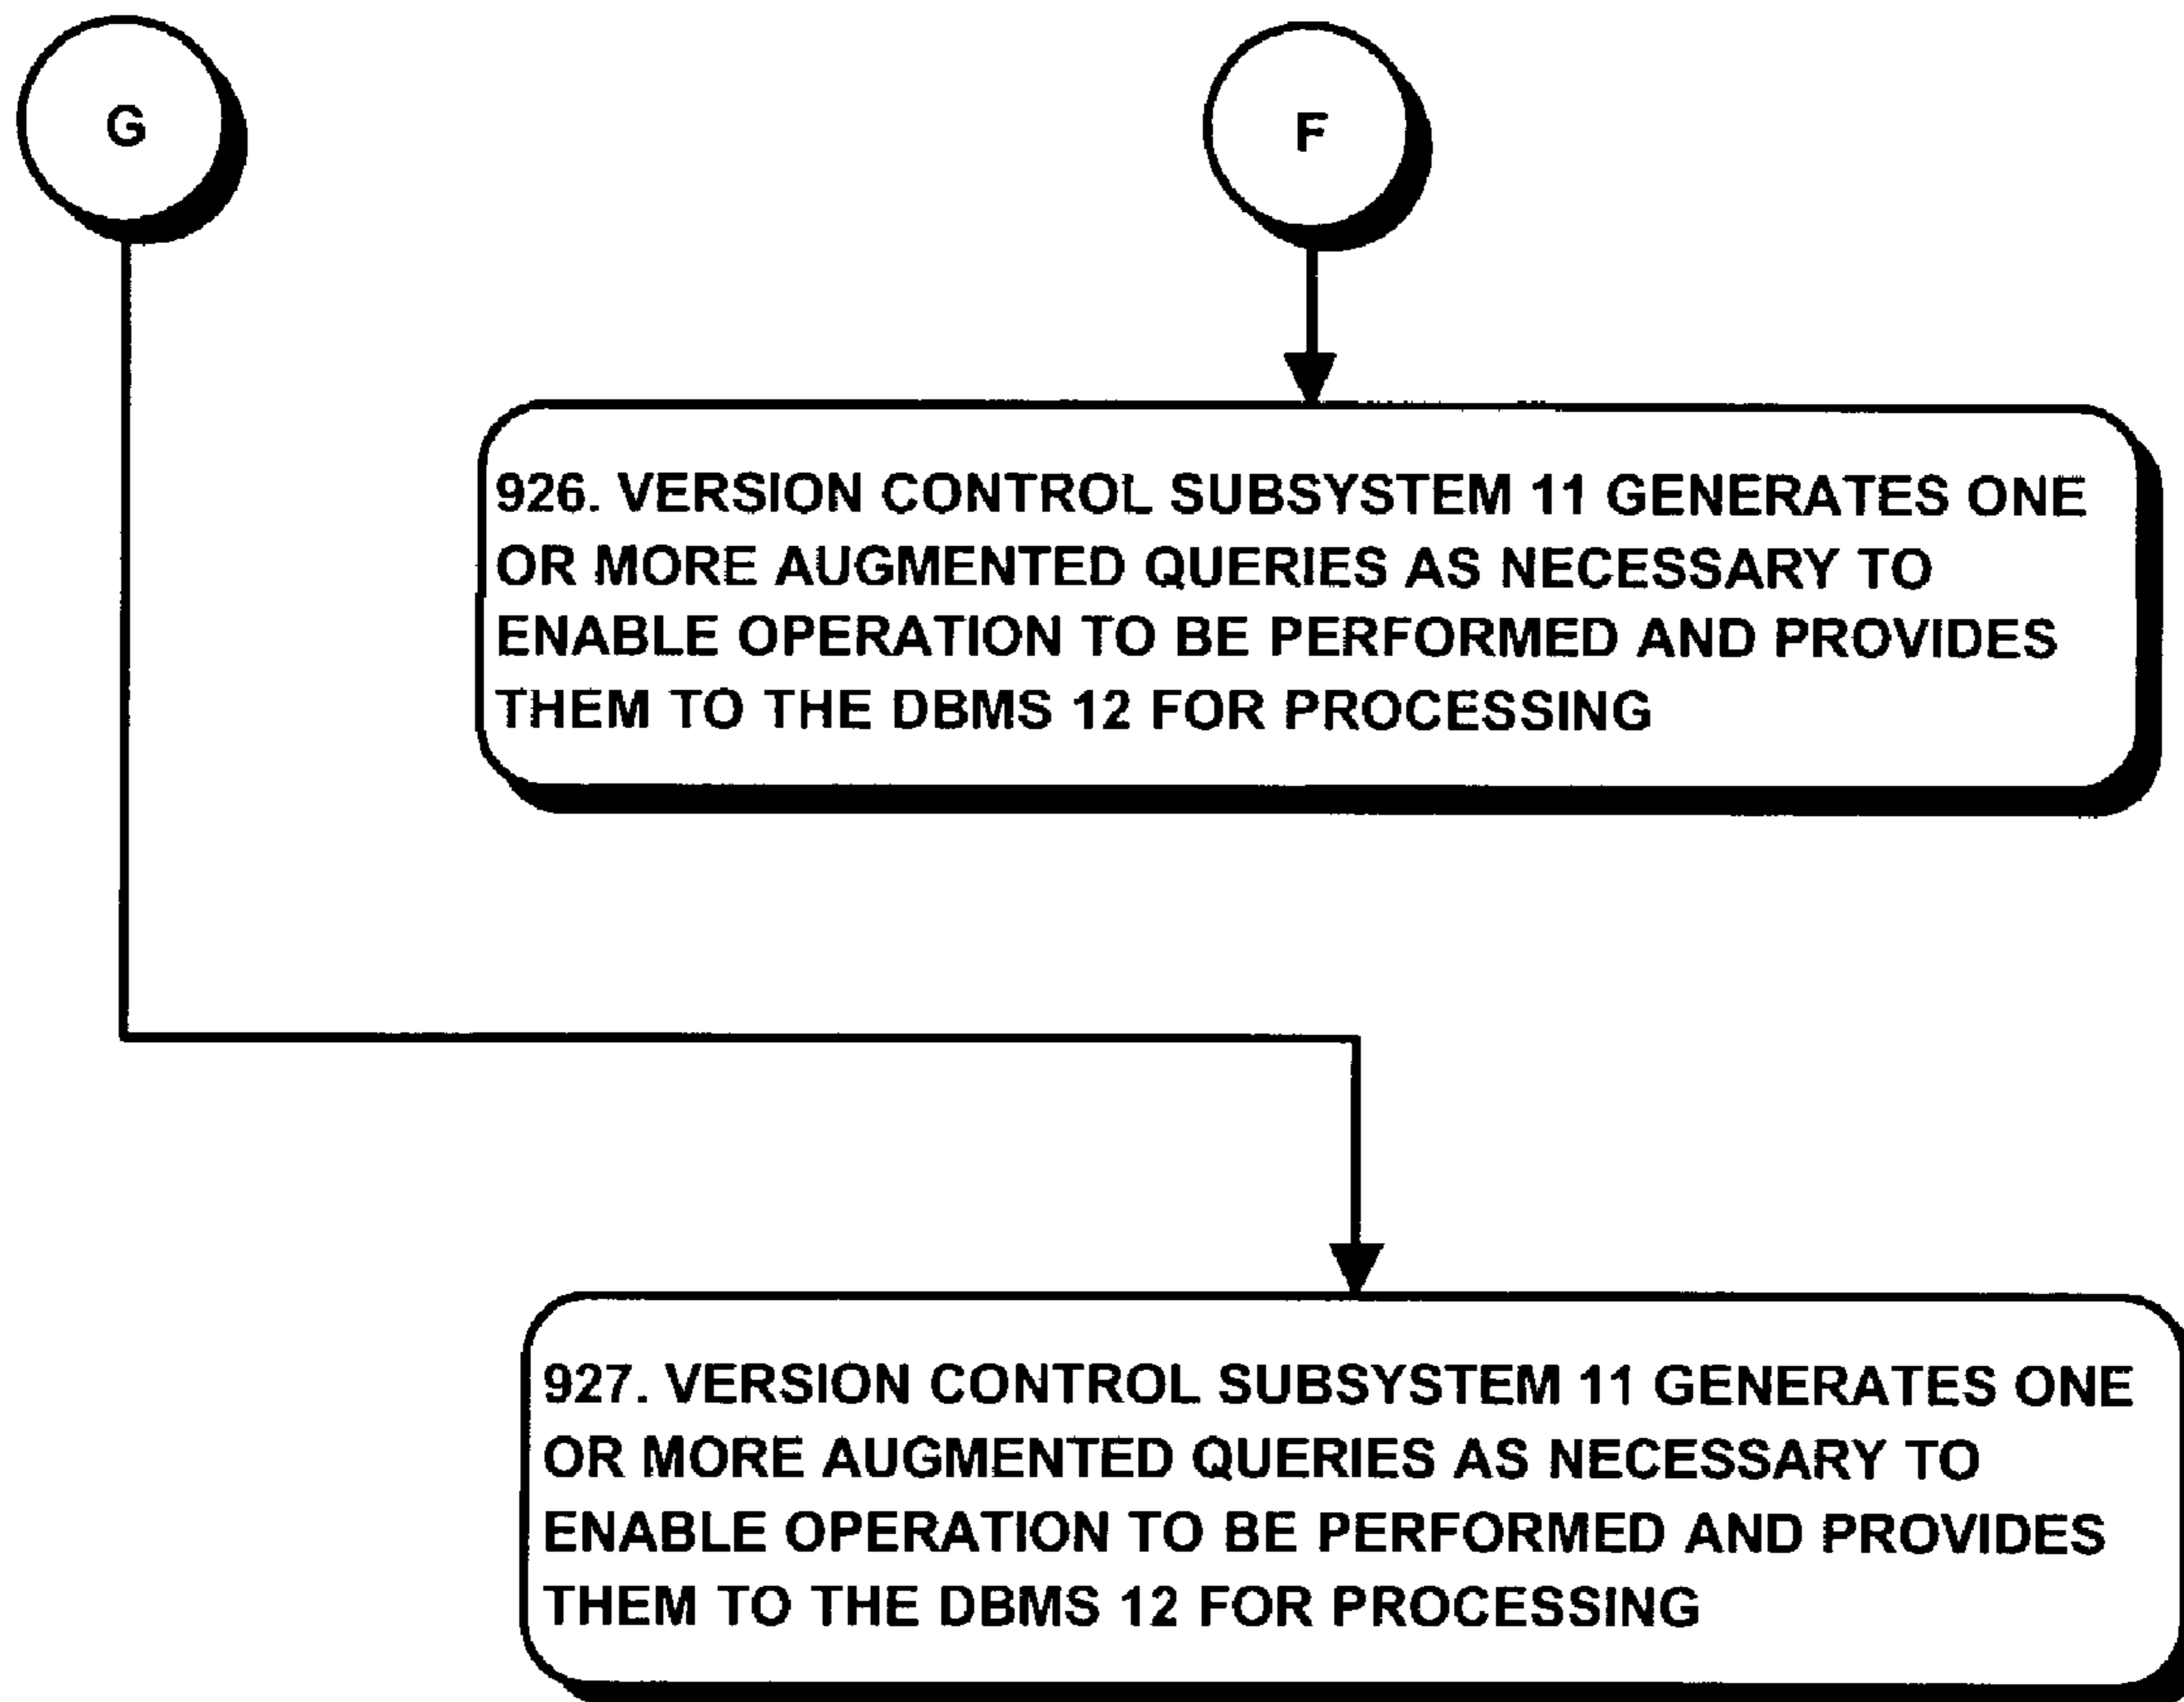 G
F
926. VERSION CONTROL SUBSYSTEM 11 GENERATES ONE
OR MORE AUGMENTED QUERIES AS NECESSARY TO
ENABLE OPERATION TO BE PERFORMED AND PROVIDES
THEM TO THE DBMS 12 FOR PROCESSING
927. VERSION CONTROL SUBSYSTEM 11 GENERATES ONE
OR MORE AUGMENTED QUERIES AS NECESSARY TO
ENABLE OPERATION TO BE PERFORMED AND PROVIDES
THEM TO THE DBMS 12 FOR PROCESSING